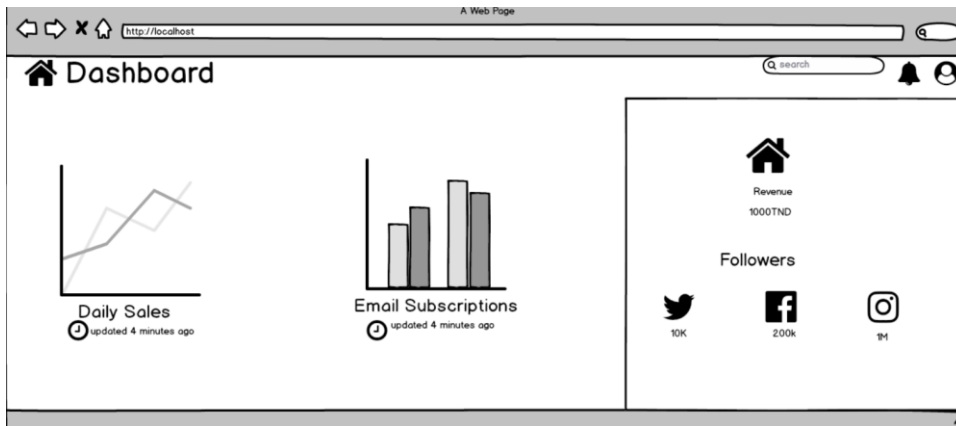 A Web Page
http://localhost
Dashboard
search
Daily Sales
updated 4 minutes ago
Email Subscriptions
updated 4 minutes ago
Revenue
1000TND
Followers
10K
200k
1M